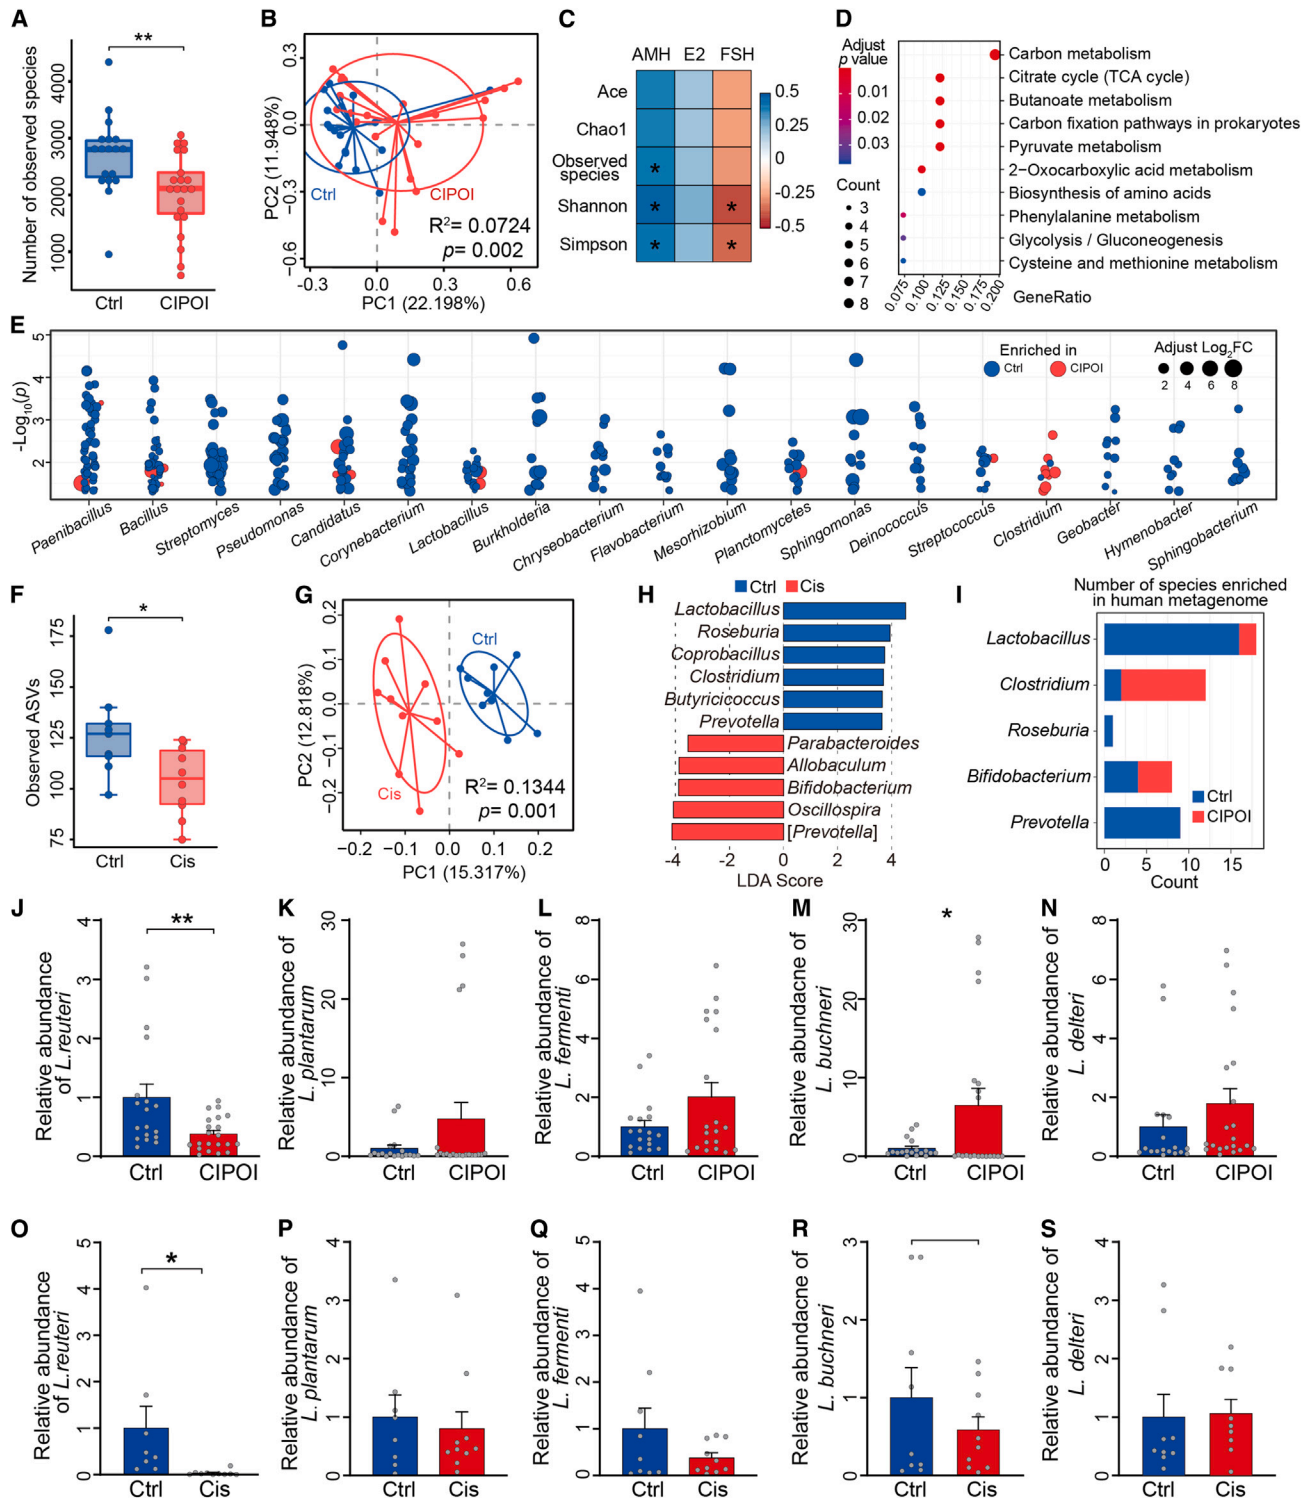 A
**
Number of observed species
4000
3000
2000
1000
Ctrl
CIPOI
B
0.3
0.0
−0.3
−0.6
PC2 (11.948%)
Ctrl
CIPOI
R2= 0.0724
p= 0.002
-0.3
0.0
0.3
0.6
PC1 (22.198%)
C
AMH
E2
FSH
Ace
Chao1
Observed
species
*
Shannon
*
*
Simpson
*
*
0.5
0.25
0
-0.25
-0.5
D
Adjust
p value
0.01
0.02
0.03
Count
3
4
5
6
7
8
Carbon metabolism
Citrate cycle (TCA cycle)
Butanoate metabolism
Carbon fixation pathways in prokaryotes
Pyruvate metabolism
2−Oxocarboxylic acid metabolism
Biosynthesis of amino acids
Phenylalanine metabolism
Glycolysis / Gluconeogenesis
Cysteine and methionine metabolism
0.075
0.100
0.125
0.150
0.175
0.200
GeneRatio
E
-Log10(p)
5
4
3
2
Enriched in
Ctrl
CIPOI
Adjust Log2FC
2
4
6
8
Paenibacillus
Bacillus
Streptomyces
Pseudomonas
Candidatus
Corynebacterium
Lactobacillus
Burkholderia
Chryseobacterium
Flavobacterium
Mesorhizobium
Planctomycetes
Sphingomonas
Deinococcus
Streptococcus
Clostridium
Geobacter
Hymenobacter
Sphingobacterium
F
*
Observed ASVs
175
150
125
100
75
Ctrl
Cis
G
0.2
0.1
0.0
−0.1
−0.2
PC2 (12.818%)
Ctrl
Cis
R2= 0.1344
p= 0.001
−0.2
−0.1
0.0
0.1
0.2
PC1 (15.317%)
H
Ctrl
Cis
Lactobacillus
Roseburia
Coprobacillus
Clostridium
Butyricicoccus
Prevotella
Parabacteroides
Allobaculum
Bifidobacterium
Oscillospira
[Prevotella]
-4
-2
0
2
4
LDA Score
I
Number of species enriched
in human metagenome
Lactobacillus
Clostridium
Roseburia
Bifidobacterium
Prevotella
Ctrl
CIPOI
0
5
10
15
Count
J
**
Relative abundance
of L.reuteri
4
3
2
1
0
Ctrl
CIPOI
K
Relative abundance of
L. plantarum
30
20
10
0
Ctrl
CIPOI
L
Relative abundance of
L. fermenti
8
6
4
2
0
Ctrl
CIPOI
M
*
Relative abundacne of
L. buchneri
30
20
10
0
Ctrl
CIPOI
N
Relative abundance of
L. delteri
8
6
4
2
0
Ctrl
CIPOI
O
*
Relative abundance
of L.reuteri
5
4
3
2
1
0
Ctrl
Cis
P
Relative abundance of
L. plantarum
4
3
2
1
0
Ctrl
Cis
Q
Relative abundance of
L. fermenti
5
4
3
2
1
0
Ctrl
Cis
R
Relative abundacne of
L. buchneri
3
2
1
0
Ctrl
Cis
S
Relative abundance of
L. delteri
4
3
2
1
0
Ctrl
Cis